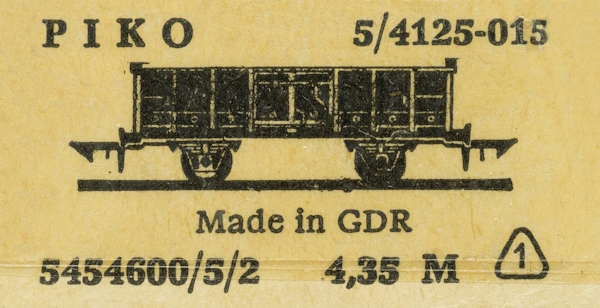 PIKO 5/4125-015
Made in GDR
5454600/5/2 4,35 M 1